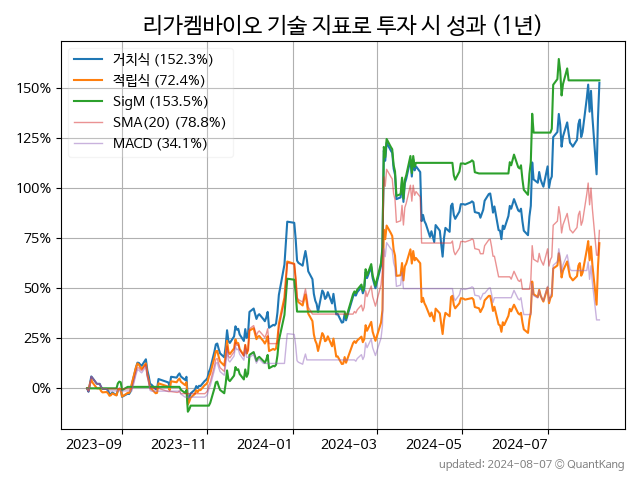 리가켐바이오 기술 지표로 투자 시 성과 (1년)
거치식 (152.3%)
적립식 (72.4%)
SigM (153.5%)
SMA(20) (78.8%)
MACD (34.1%)
150%
125%
100%
75%
50%
25%
0%
2023-09
2023-11
2024-01
2024-03
2024-05
2024-07
updated: 2024-08-07 © QuantKang